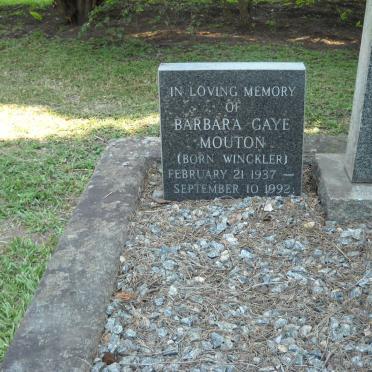 IN LOVING MEMORY
OF
BARBARA GAYE
MOUTON
(BORN WINCKLER)
FEBRUARY 21 1937 —
SEPTEMBER 10 1992